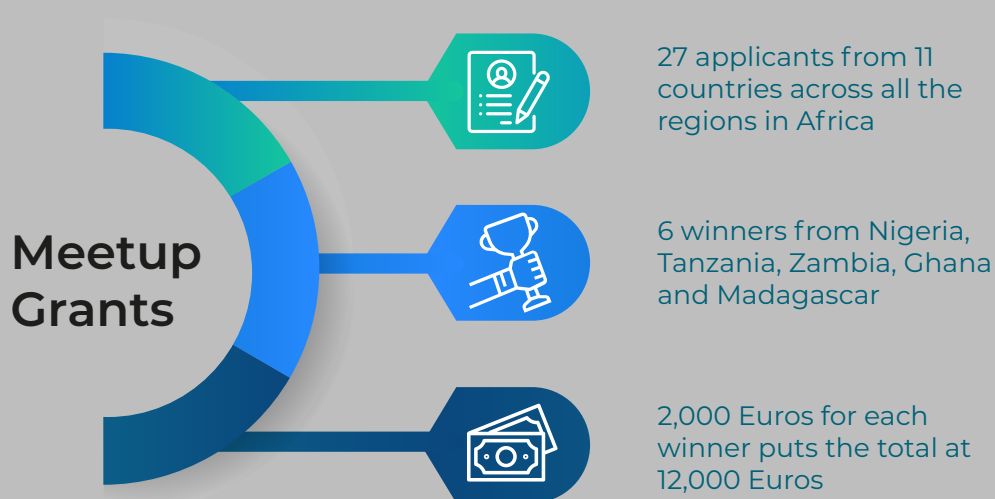 Meetup
Grants
27 applicants from 11
countries across all the
regions in Africa
6 winners from Nigeria,
Tanzania, Zambia, Ghana
and Madagascar
2,000 Euros for each
winner puts the total at
12,000 Euros